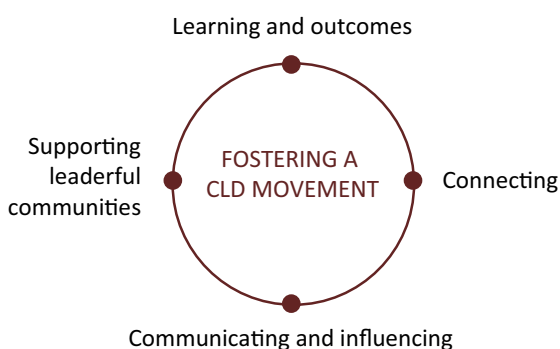 Learning and outcomes
Supporting
leaderful
communities
FOSTERING A
CLD MOVEMENT
Connecting
Communicating and influencing